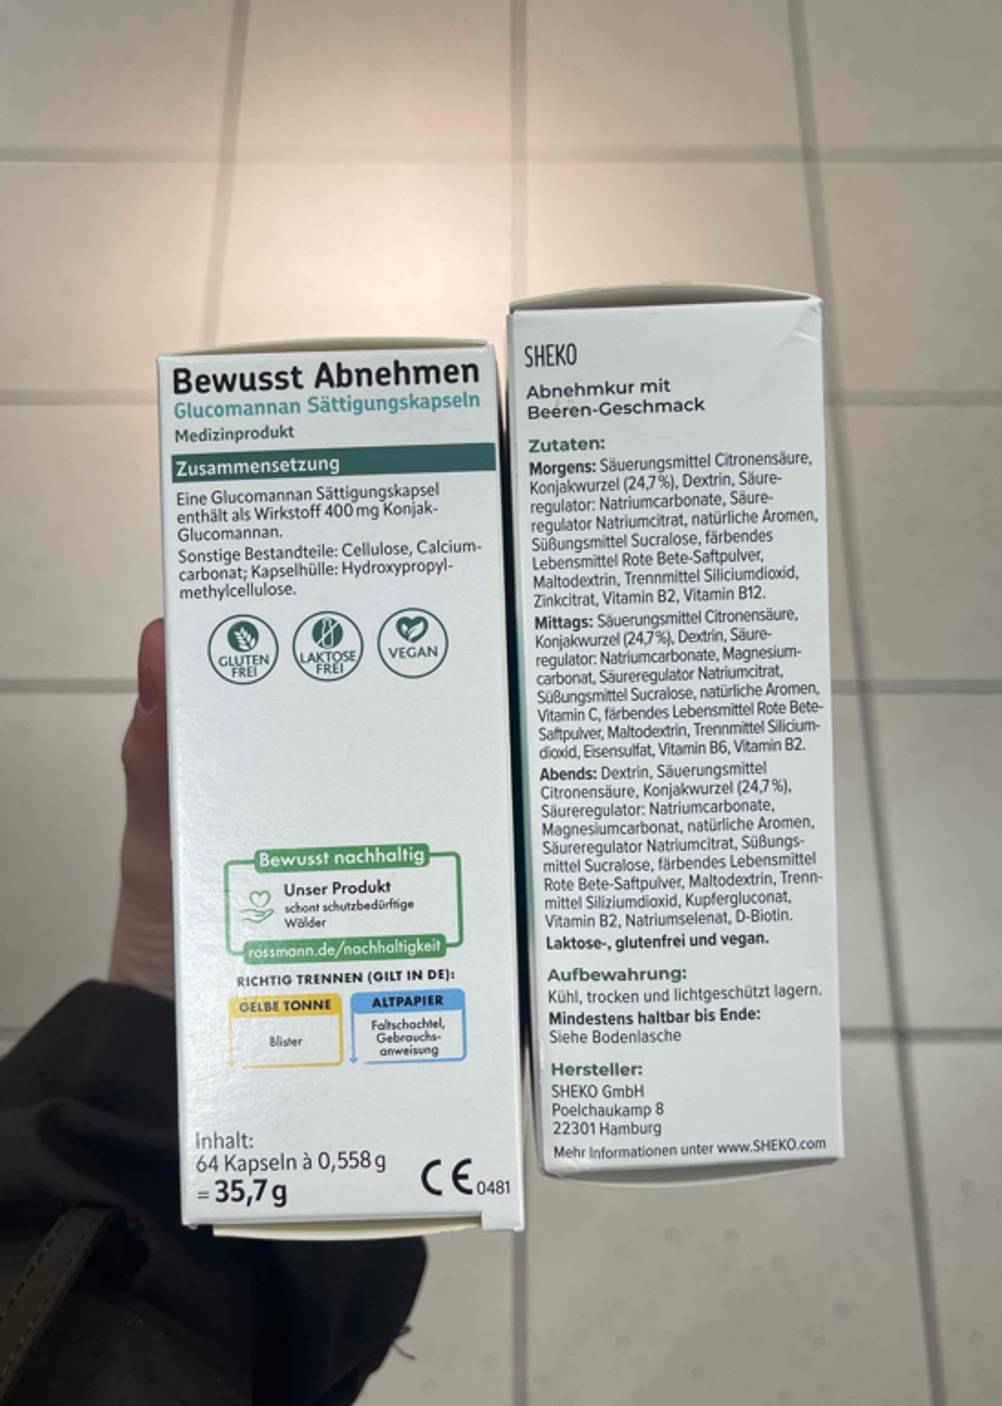 Bewusst Abnehmen
Glucomannan Sättigungskapseln
Medizinprodukt
Zusammensetzung
Eine Glucomannan Sättigungskapsel
enthält als Wirkstoff 400 mg Konjak-
Glucomannan.
Sonstige Bestandteile: Cellulose, Calcium-
carbonat; Kapselhülle: Hydroxypropyl-
methylcellulose.
GLUTEN
FREI
LAKTOSE
FREI
VEGAN
Bewusst nachhaltig
Unser Produkt
schont schutzbedürftige
Wälder
rossmann.de/nachhaltigkeit
RICHTIG TRENNEN (GILT IN DE):
GELBE TONNE
Blister
ALTPAPIER
Faltschachtel,
Gebrauchs-
anweisung
Inhalt:
64 Kapseln à 0,558 g
= 35,7 g
CE 0481
SHEKO
Abnehmkur mit
Beeren-Geschmack
Zutaten:
Morgens: Säuerungsmittel Citronensäure,
Konjakwurzel (24,7%), Dextrin, Säure-
regulator: Natriumcarbonate, Säure-
regulator Natriumcitrat, natürliche Aromen,
Süßungsmittel Sucralose, färbendes
Lebensmittel Rote Bete-Saftpulver,
Maltodextrin, Trennmittel Siliciumdioxid,
Zinkcitrat, Vitamin B2, Vitamin B12.
Mittags: Säuerungsmittel Citronensäure,
Konjakwurzel (24,7%), Dextrin, Säure-
regulator: Natriumcarbonate, Magnesium-
carbonat, Säureregulator Natriumcitrat,
Süßungsmittel Sucralose, natürliche Aromen,
Vitamin C, färbendes Lebensmittel Rote Bete-
Saftpulver, Maltodextrin, Trennmittel Silicium-
dioxid, Eisensulfat, Vitamin B6, Vitamin B2.
Abends: Dextrin, Säuerungsmittel
Citronensäure, Konjakwurzel (24,7%),
Säureregulator: Natriumcarbonate,
Magnesiumcarbonat, natürliche Aromen,
Säureregulator Natriumcitrat, Süßungs-
mittel Sucralose, färbendes Lebensmittel
Rote Bete-Saftpulver, Maltodextrin, Trenn-
mittel Siliziumdioxid, Kupfergluconat,
Vitamin B2, Natriumselenat, D-Biotin.
Laktose-, glutenfrei und vegan.
Aufbewahrung:
Kühl, trocken und lichtgeschützt lagern.
Mindestens haltbar bis Ende:
Siehe Bodenlasche
Hersteller:
SHEKO GmbH
Poelchaukamp 8
22301 Hamburg
Mehr Informationen unter www.SHEKO.com